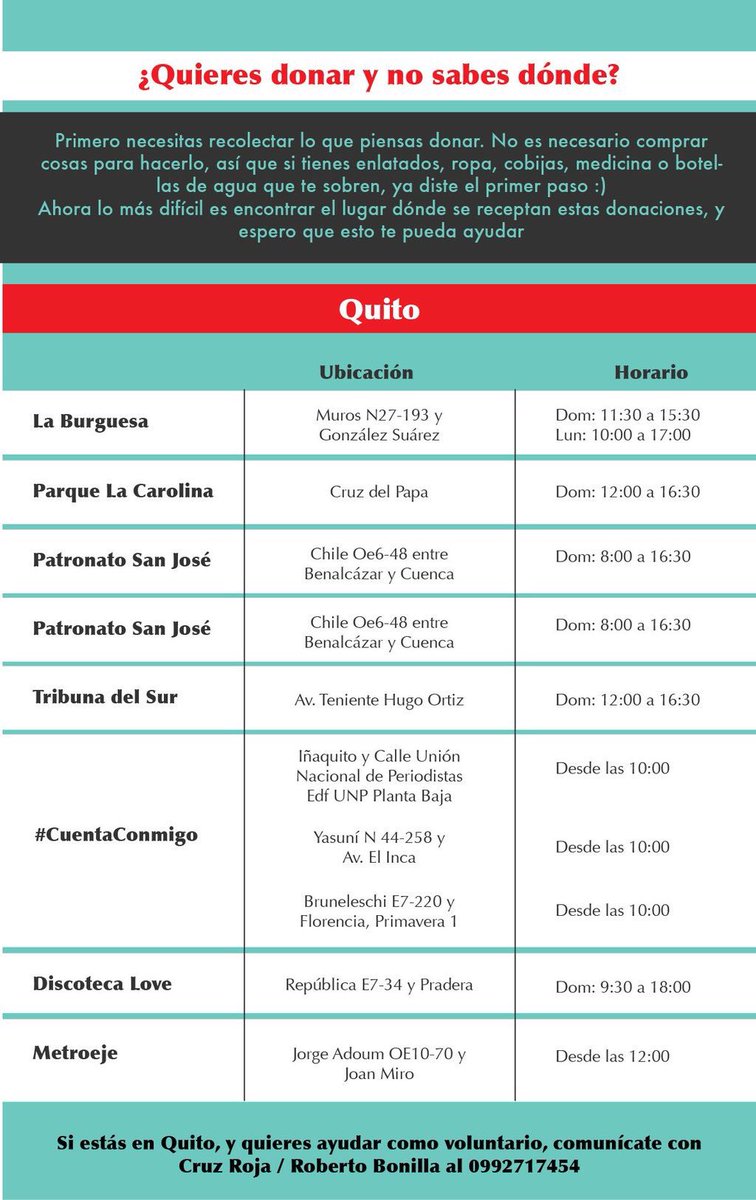 ¿Quieres donar y no sabes dónde?
Primero necesitas recolectar lo que piensas donar. No es necesario comprar
cosas para hacerlo, así que si tienes enlatados, ropa, cobijas, medicina o botel-
las de agua que te sobren, ya diste el primer paso :)
Ahora lo más difícil es encontrar el lugar dónde se receptan estas donaciones, y
espero que esto te pueda ayudar
Quito
Ubicación Horario
La Burguesa
Muros N27-193 y
González Suárez
Dom: 11:30 a 15:30
Lun: 10:00 a 17:00
Parque La Carolina
Cruz del Papa
Dom: 12:00 a 16:30
Patronato San José
Chile Oe6-48 entre
Benalcázar y Cuenca
Dom: 8:00 a 16:30
Patronato San José
Chile Oe6-48 entre
Benalcázar y Cuenca
Dom: 8:00 a 16:30
Tribuna del Sur
Av. Teniente Hugo Ortiz
Dom: 12:00 a 16:30
#CuentaConmigo
Iñaquito y Calle Unión
Nacional de Periodistas
Edf UNP Planta Baja
Desde las 10:00
Yasuní N 44-258 y
Av. El Inca
Desde las 10:00
Bruneleschi E7-220 y
Florencia, Primavera 1
Desde las 10:00
Discoteca Love
República E7-34 y Pradera
Dom: 9:30 a 18:00
Metroeje
Jorge Adoum OE10-70 y
Joan Miro
Desde las 12:00
Si estás en Quito, y quieres ayudar como voluntario, comunícate con
Cruz Roja / Roberto Bonilla al 0992717454